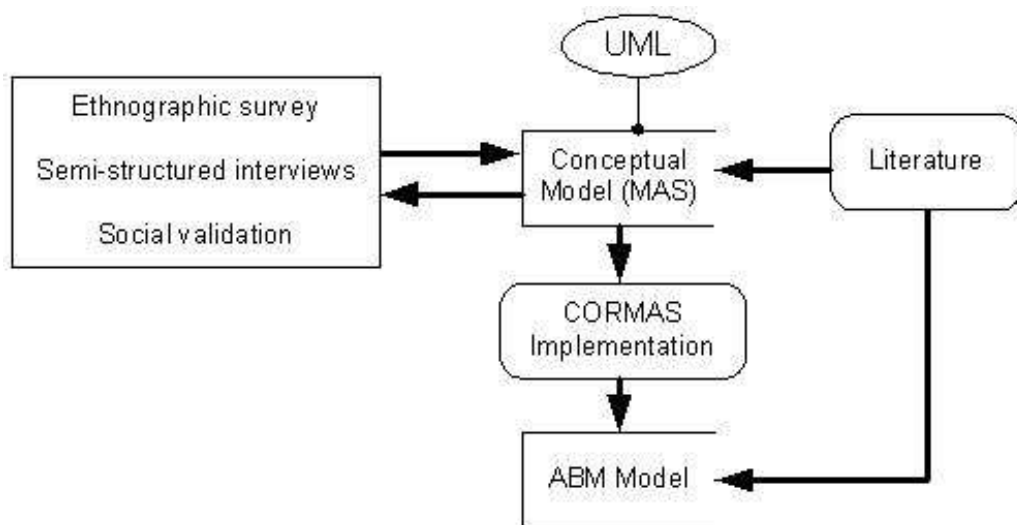 UML
Ethnographic survey
Semi-structured interviews
Social validation
Conceptual
Model (MAS)
Literature
CORMAS
Implementation
ABM Model